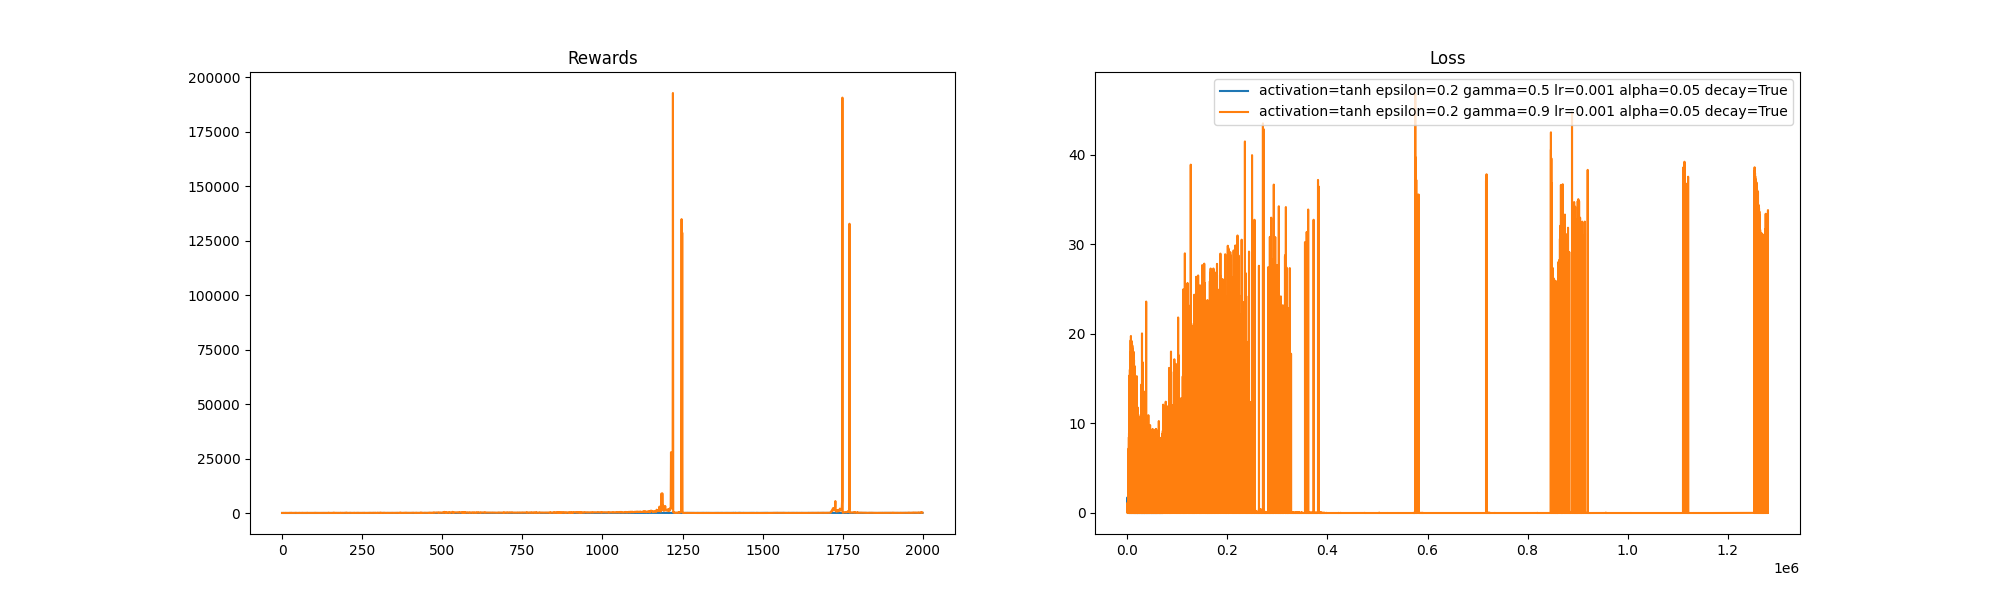 Rewards
200000
175000
150000
125000
100000
75000
50000
25000
0
0 250 500 750 1000 1250 1500 1750 2000
Loss
activation=tanh epsilon=0.2 gamma=0.5 lr=0.001 alpha=0.05 decay=True
activation=tanh epsilon=0.2 gamma=0.9 lr=0.001 alpha=0.05 decay=True
40
30
20
10
0
0.0 0.2 0.4 0.6 0.8 1.0 1.2
1e6